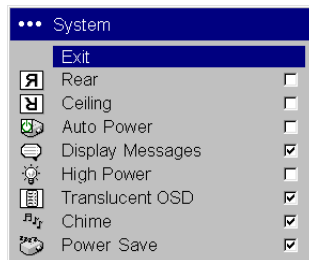 System
Exit
Rear
Ceiling
Auto Power
Display Messages
High Power
Translucent OSD
Chime
Power Save